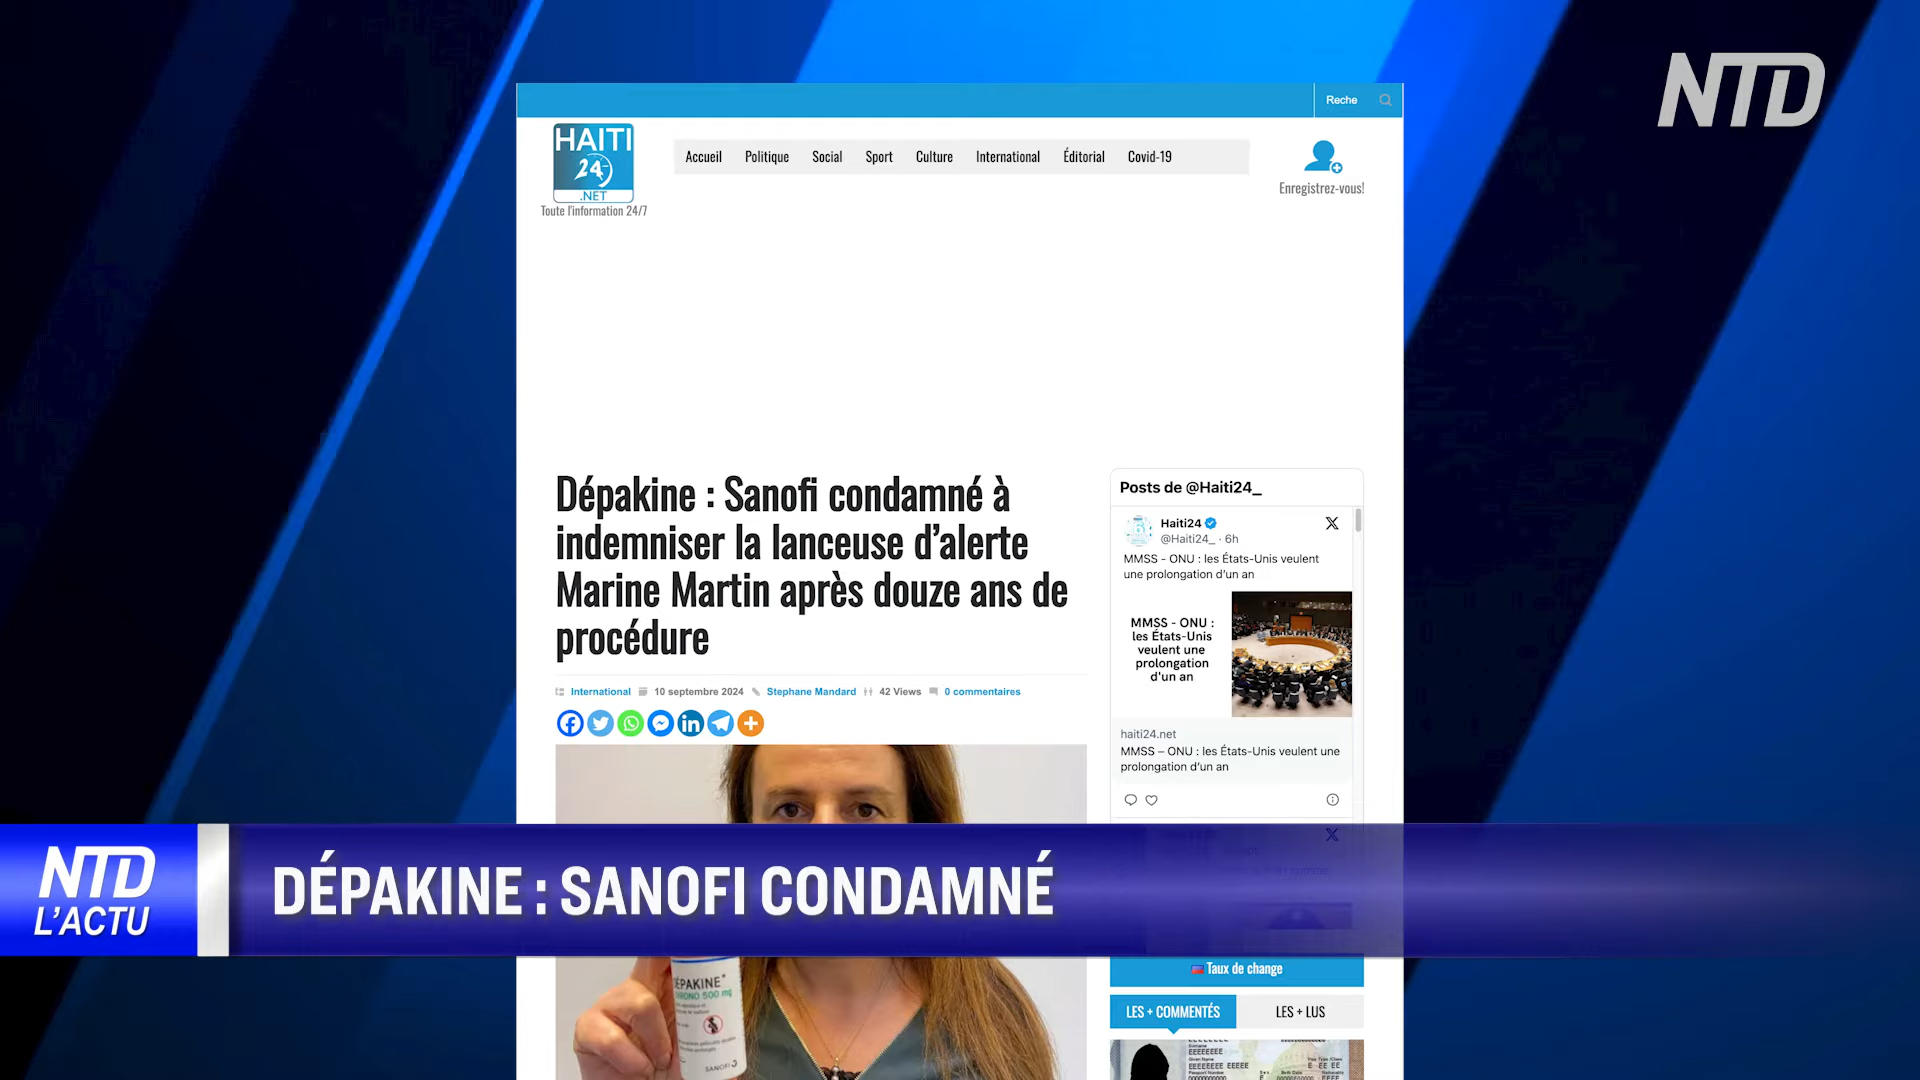 NTD
Reche
HAITI
24
.NET
Toute l'information 24/7
Accueil Politique Social Sport Culture International Éditorial Covid-19
Enregistrez-vous!
Dépakine : Sanofi condamné à
indemniser la lanceuse d'alerte
Marine Martin après douze ans de
procédure
International 10 septembre 2024 Stephane Mandard 42 Views 0 commentaires
Posts de @Haiti24_
Haiti24
@Haiti24_ · 6h
MMSS - ONU : les États-Unis veulent
une prolongation d'un an
MMSS - ONU :
les États-Unis
veulent une
prolongation
d'un an
haiti24.net
MMSS – ONU : les États-Unis veulent une
prolongation d'un an
NTD
L'ACTU
DÉPAKINE : SANOFI CONDAMNÉ
DÉPAKINE
CHRONO 500 mg
SANOFI
Taux de change
LES + COMMENTÉS
LES + LUS